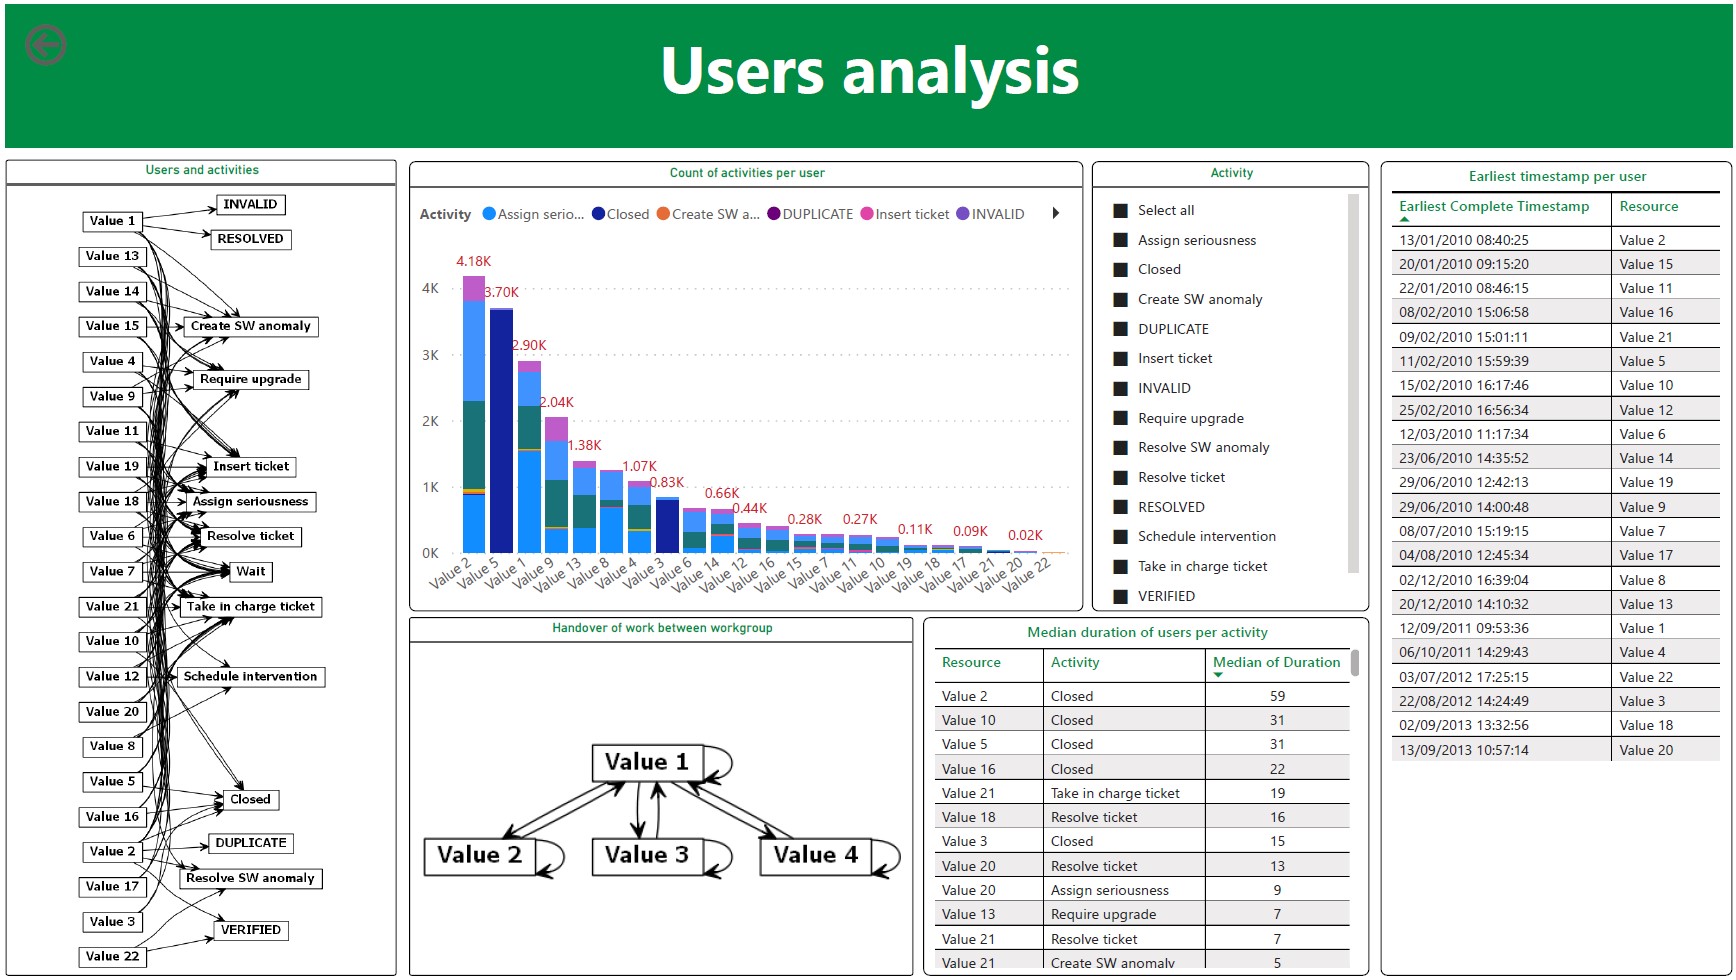 Users analysis
Users and activities
Value 1
Value 13
Value 14
Value 15
Value 4
Value 9
Value 11
Value 19
Value 18
Value 6
Value 7
Value 21
Value 10
Value 12
Value 20
Value 8
Value 5
Value 16
Value 2
Value 17
Value 3
Value 22
INVALID
RESOLVED
Create SW anomaly
Require upgrade
Insert ticket
Assign seriousness
Resolve ticket
Wait
Take in charge ticket
Schedule intervention
Closed
DUPLICATE
Resolve SW anomaly
VERIFIED
Count of activities per user
Activity Assign serio... Closed Create SW a... DUPLICATE Insert ticket INVALID
4K
3K
2K
1K
0K
4.18K
3.70K
2.90K
2.04K
1.38K
1.07K
0.83K
0.66K
0.44K
0.28K
0.27K
0.11K
0.09K
0.02K
Value 2
Value 5
Value 1
Value 9
Value 13
Value 8
Value 4
Value 3
Value 6
Value 14
Value 12
Value 16
Value 15
Value 7
Value 11
Value 10
Value 19
Value 18
Value 17
Value 21
Value 20
Value 22
Activity
Select all
Assign seriousness
Closed
Create SW anomaly
DUPLICATE
Insert ticket
INVALID
Require upgrade
Resolve SW anomaly
Resolve ticket
RESOLVED
Schedule intervention
Take in charge ticket
VERIFIED
Handover of work between workgroup
Value 1
Value 2
Value 3
Value 4
Median duration of users per activity
Resource Activity Median of Duration
Value 2 Closed 59
Value 10 Closed 31
Value 5 Closed 31
Value 16 Closed 22
Value 21 Take in charge ticket 19
Value 18 Resolve ticket 16
Value 3 Closed 15
Value 20 Resolve ticket 13
Value 20 Assign seriousness 9
Value 13 Require upgrade 7
Value 21 Resolve ticket 7
Value 21 Create SW anomaly 5
Earliest timestamp per user
Earliest Complete Timestamp Resource
13/01/2010 08:40:25 Value 2
20/01/2010 09:15:20 Value 15
22/01/2010 08:46:15 Value 11
08/02/2010 15:06:58 Value 16
09/02/2010 15:01:11 Value 21
11/02/2010 15:59:39 Value 5
15/02/2010 16:17:46 Value 10
25/02/2010 16:56:34 Value 12
12/03/2010 11:17:34 Value 6
23/06/2010 14:35:52 Value 14
29/06/2010 12:42:13 Value 19
29/06/2010 14:00:48 Value 9
08/07/2010 15:19:15 Value 7
04/08/2010 12:45:34 Value 17
02/12/2010 16:39:04 Value 8
20/12/2010 14:10:32 Value 13
12/09/2011 09:53:36 Value 1
06/10/2011 14:29:43 Value 4
03/07/2012 17:25:15 Value 22
22/08/2012 14:24:49 Value 3
02/09/2013 13:32:56 Value 18
13/09/2013 10:57:14 Value 20